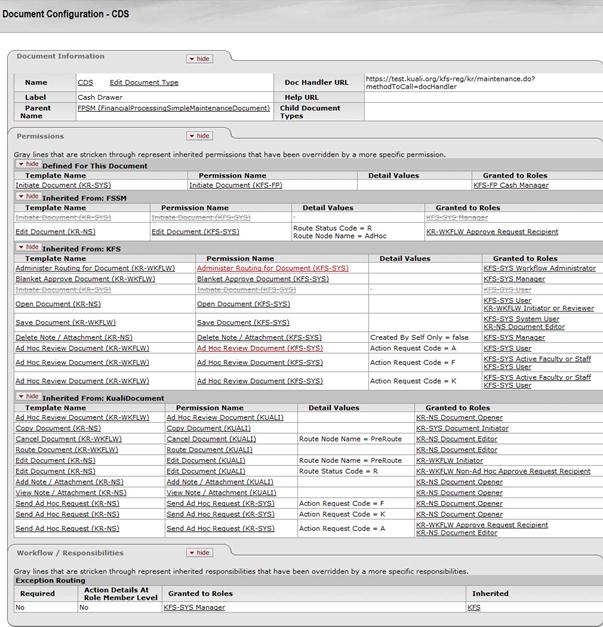 Document Configuration - CDS
Document Information
hide
Name CDS Edit Document Type Doc Handler URL https://test.kuali.org/kfs-reg/kr/maintenance.do?
methodToCall=docHandler
Label Cash Drawer Help URL
Parent FPSM (FinancialProcessingSimpleMaintenanceDocument) Child Document
Name Types
Permissions
hide
Gray lines that are stricken through represent inherited permissions that have been overridden by a more specific permission.
hide Defined For This Document
Template Name Permission Name Detail Values Granted to Roles
Initiate Document (KR-SYS) Initiate Document (KFS-FP) KFS-FP Cash Manager
hide Inherited From: FSSM
Template Name Permission Name Detail Values Granted to Roles
Initiate Document (KR-SYS) Initiate Document (KFS-SYS) - KFS-SYS Manager
Edit Document (KR-NS) Edit Document (KFS-SYS) Route Status Code = R KR-WKFLW Approve Request Recipient
Route Node Name = AdHoc
hide Inherited From: KFS
Template Name Permission Name Detail Values Granted to Roles
Administer Routing for Document (KR-WKFLW) Administer Routing for Document (KFS-SYS) KFS-SYS Workflow Administrator
Blanket Approve Document (KR-WKFLW) Blanket Approve Document (KFS-SYS) KFS-SYS Manager
Initiate Document (KR-SYS) Initiate Document (KFS-SYS) - KFS-SYS User
Open Document (KR-NS) Open Document (KFS-SYS) KFS-SYS User
KR-WKFLW Initiator or Reviewer
Save Document (KR-WKFLW) Save Document (KFS-SYS) KFS-SYS System User
KR-NS Document Editor
Delete Note / Attachment (KR-NS) Delete Note / Attachment (KFS-SYS) Created By Self Only = false KFS-SYS Manager
Ad Hoc Review Document (KR-WKFLW) Ad Hoc Review Document (KFS-SYS) Action Request Code = A KFS-SYS User
Ad Hoc Review Document (KR-WKFLW) Ad Hoc Review Document (KFS-SYS) Action Request Code = F KFS-SYS Active Faculty or Staff
KFS-SYS User
Ad Hoc Review Document (KR-WKFLW) Ad Hoc Review Document (KFS-SYS) Action Request Code = K KFS-SYS Active Faculty or Staff
KFS-SYS User
hide Inherited From: KualiDocument
Template Name Permission Name Detail Values Granted to Roles
Ad Hoc Review Document (KR-WKFLW) Ad Hoc Review Document (KUALI) KR-NS Document Opener
Copy Document (KR-NS) Copy Document (KUALI) KR-SYS Document Initiator
Cancel Document (KR-WKFLW) Cancel Document (KUALI) Route Node Name = PreRoute KR-NS Document Editor
Route Document (KR-WKFLW) Route Document (KUALI) KR-NS Document Editor
Edit Document (KR-NS) Edit Document (KUALI) Route Node Name = PreRoute KR-WKFLW Initiator
Edit Document (KR-NS) Edit Document (KUALI) Route Status Code = R KR-WKFLW Non-Ad Hoc Approve Request Recipient
Add Note / Attachment (KR-NS) Add Note / Attachment (KUALI) KR-NS Document Opener
View Note / Attachment (KR-NS) View Note / Attachment (KUALI) KR-NS Document Opener
Send Ad Hoc Request (KR-NS) Send Ad Hoc Request (KR-SYS) Action Request Code = F KR-NS Document Opener
Send Ad Hoc Request (KR-NS) Send Ad Hoc Request (KR-SYS) Action Request Code = K KR-NS Document Opener
Send Ad Hoc Request (KR-NS) Send Ad Hoc Request (KR-SYS) Action Request Code = A KR-WKFLW Approve Request Recipient
KR-NS Document Editor
Workflow / Responsibilities
hide
Gray lines that are stricken through represent inherited responsibilities that have been overridden by a more specific responsibilities.
Exception Routing
Required Action Details At Granted to Roles Inherited
Role Member Level
No No KFS-SYS Manager KFS